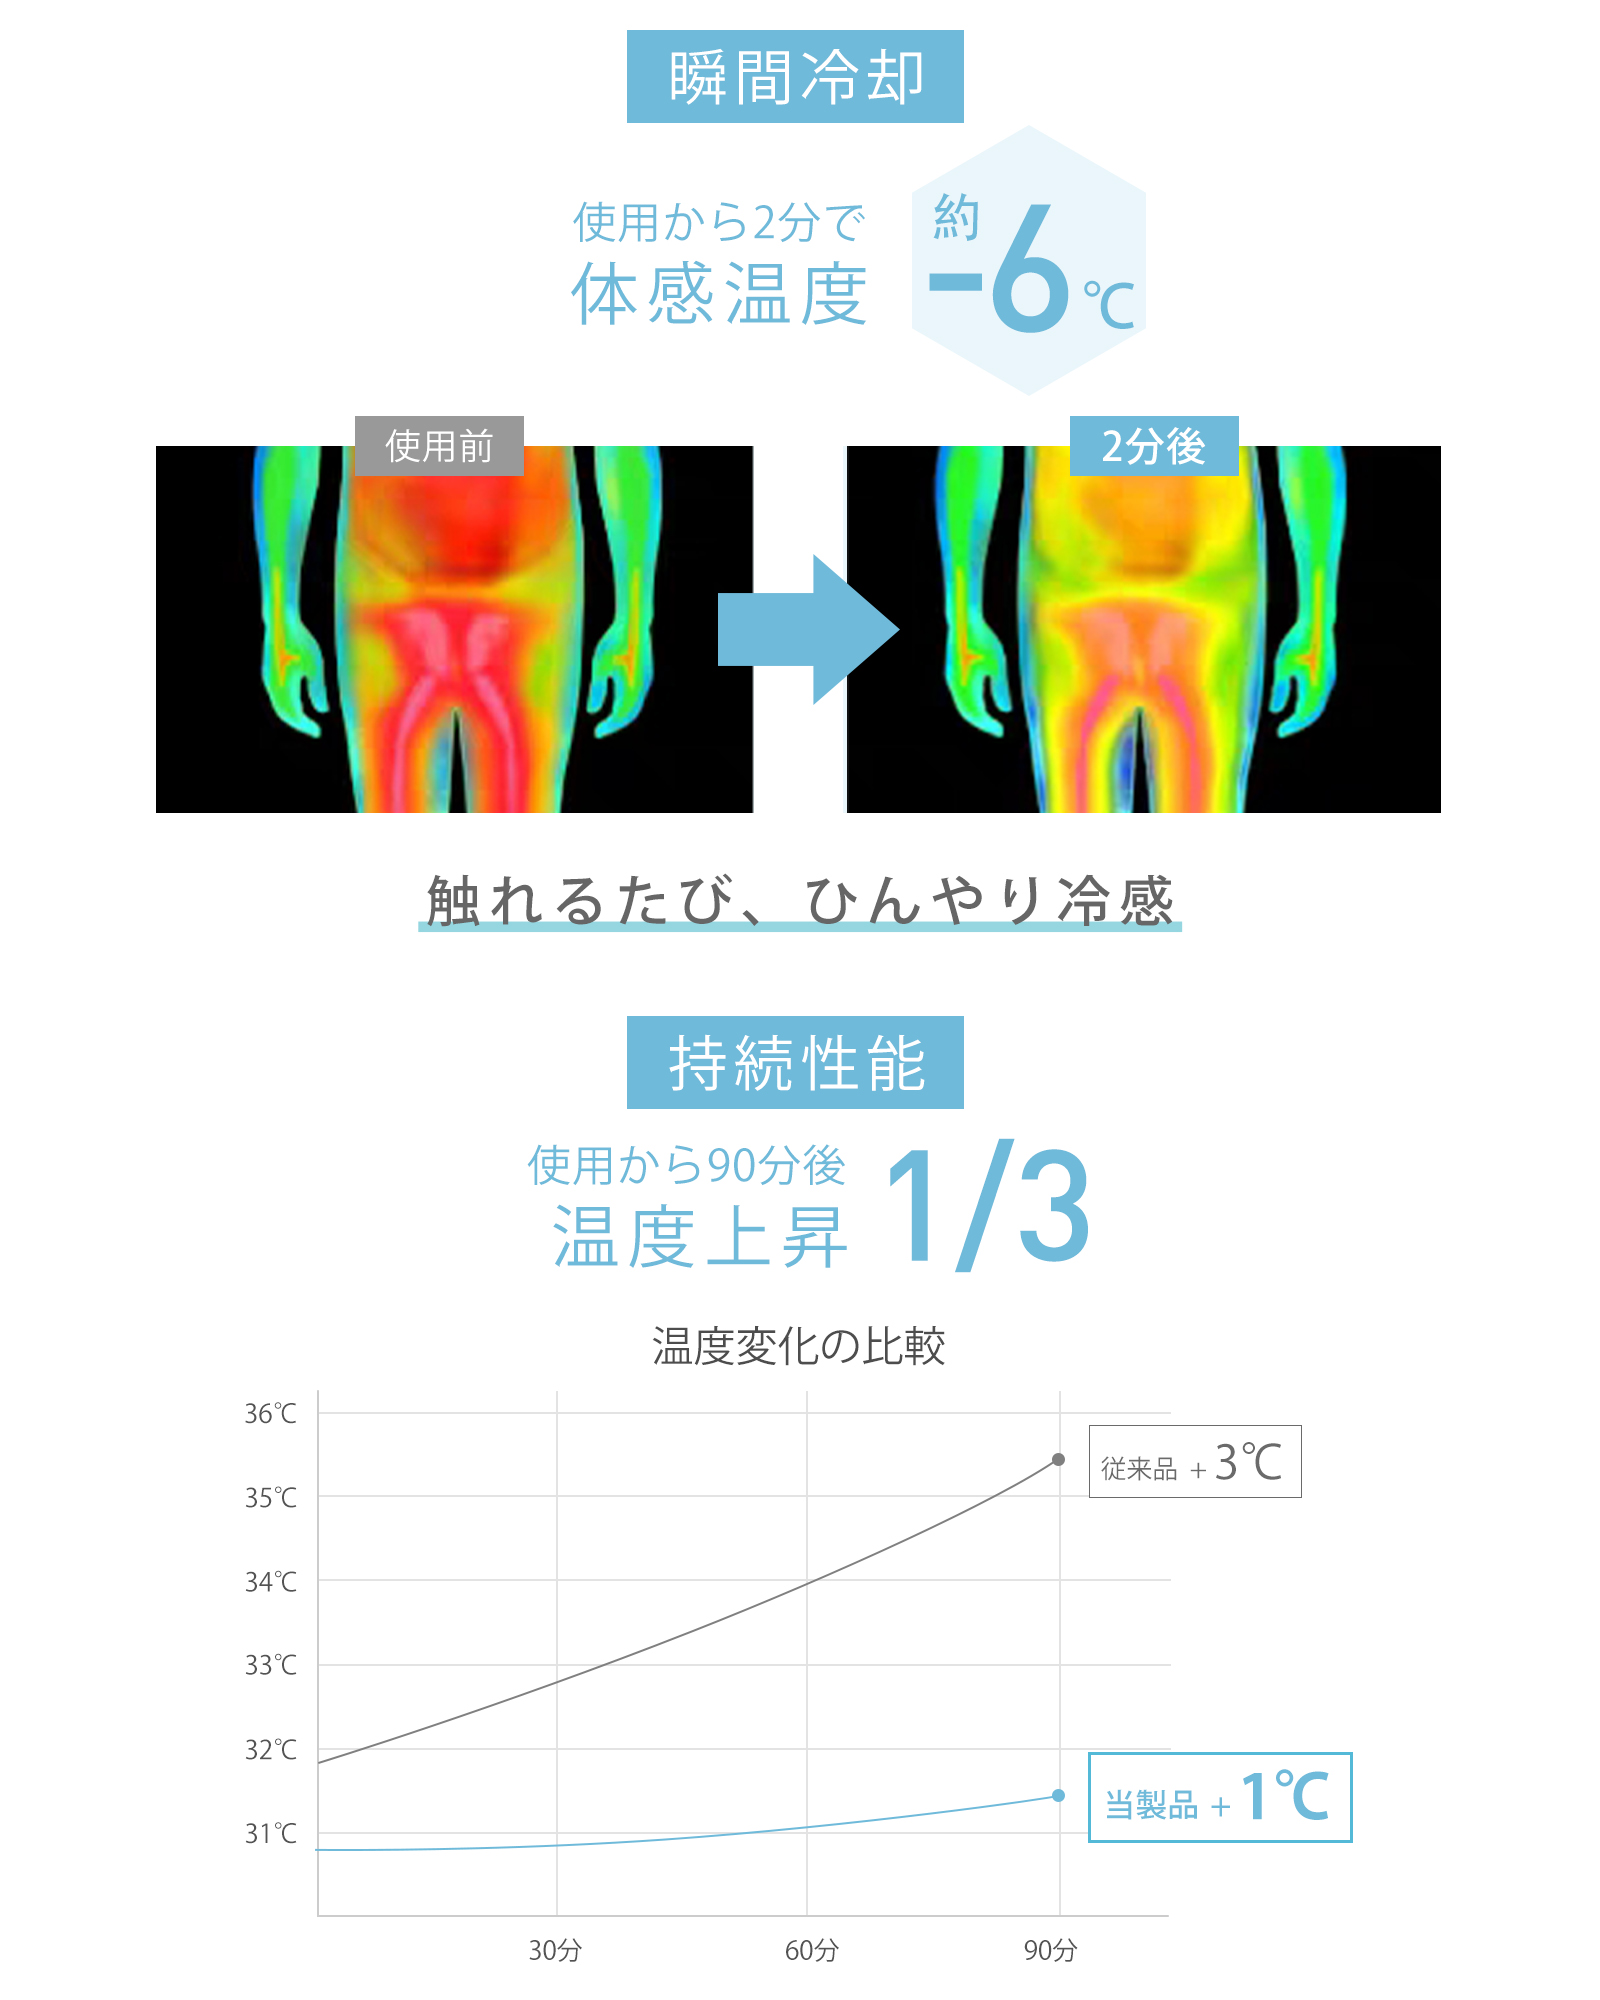 瞬間冷却
使用から2分で
体感温度
約
-6℃
使用前
2分後
触れるたび、ひんやり冷感
持続性能
使用から90分後
温度上昇
1/3
温度変化の比較
36℃
従来品 + 3℃
35℃
34℃
33℃
32℃
当製品 + 1℃
31℃
30分
60分
90分